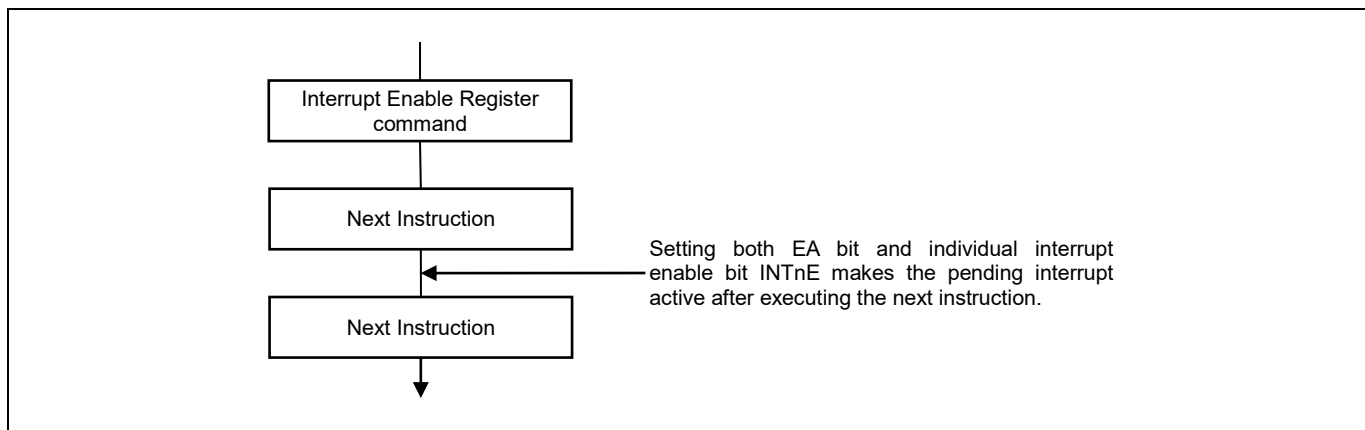 Interrupt Enable Register
command
Next Instruction
Setting both EA bit and individual interrupt
enable bit INTnE makes the pending interrupt
active after executing the next instruction.
Next Instruction